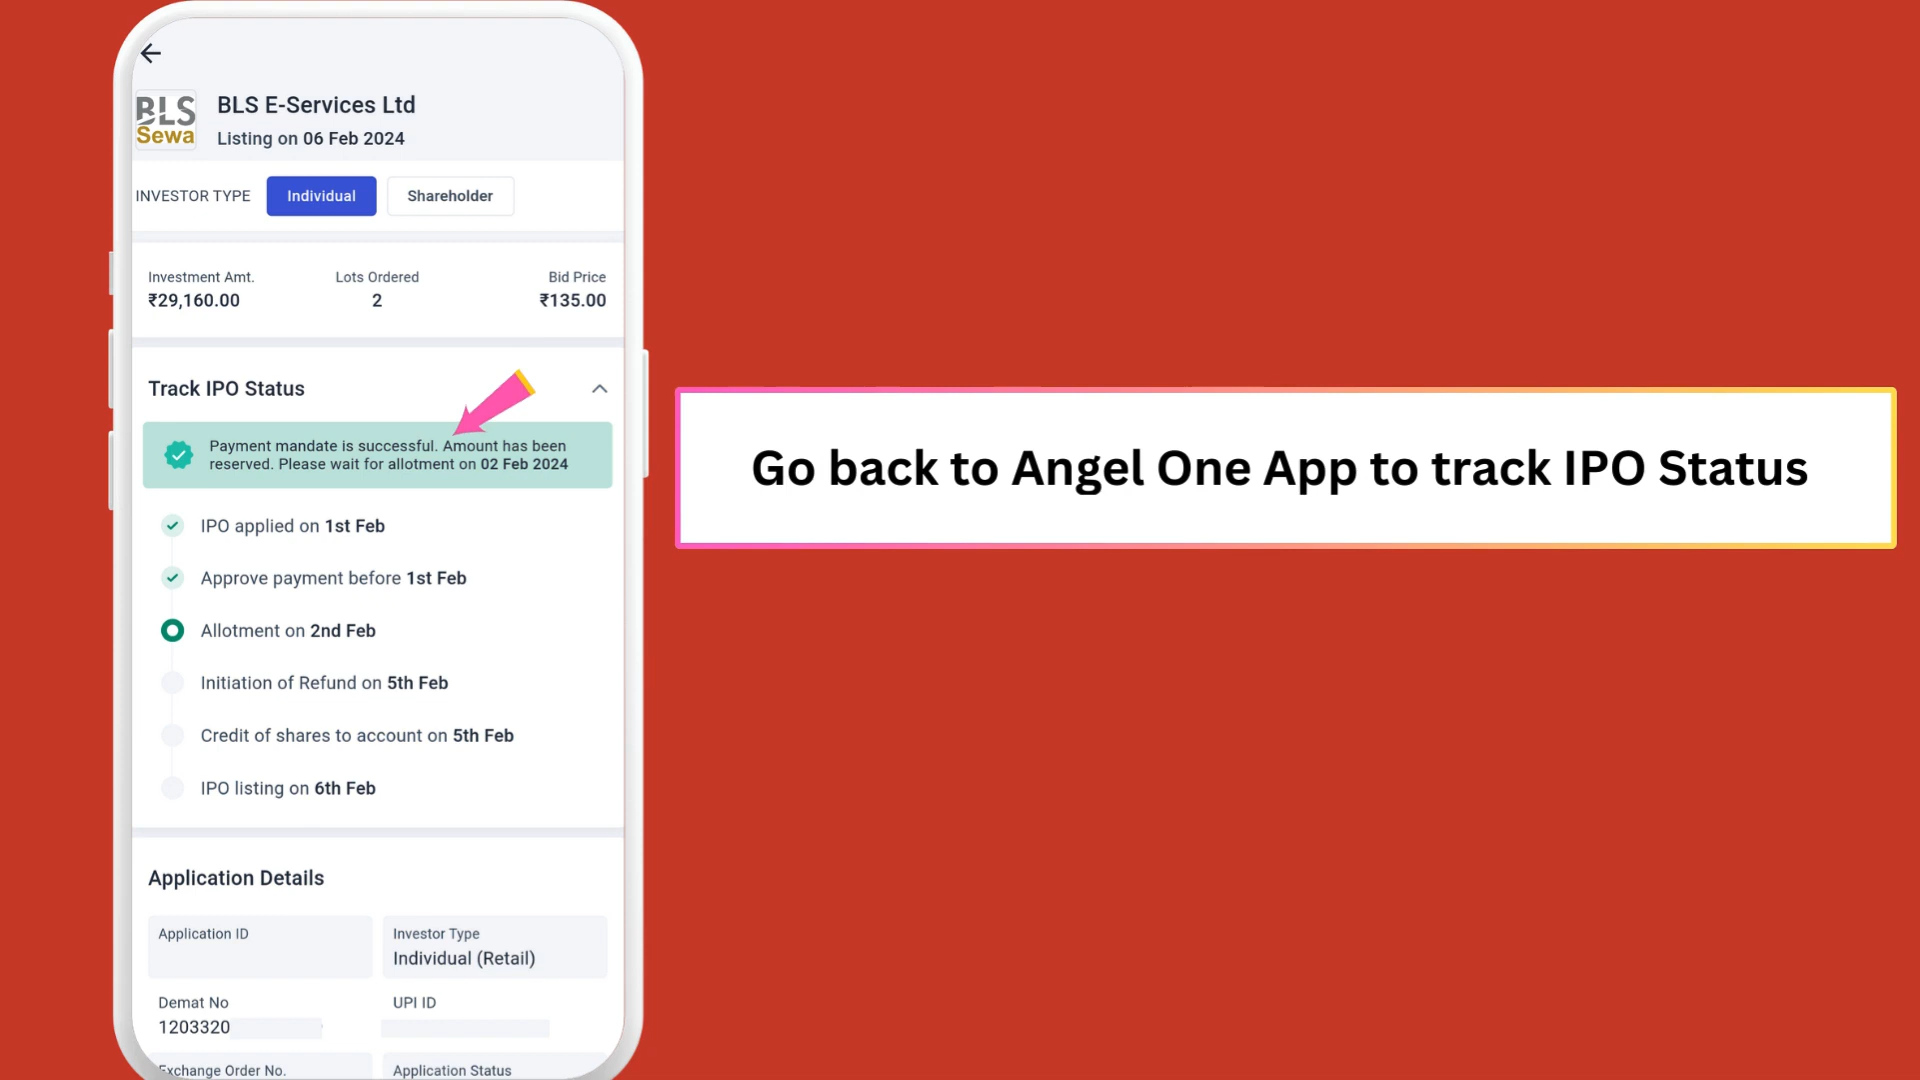 BLS
Sewa
BLS E-Services Ltd
Listing on 06 Feb 2024
INVESTOR TYPE
Individual
Shareholder
Investment Amt.
Lots Ordered
Bid Price
₹29,160.00
2
₹135.00
Track IPO Status
Payment mandate is successful. Amount has been
reserved. Please wait for allotment on 02 Feb 2024
IPO applied on 1st Feb
Approve payment before 1st Feb
Allotment on 2nd Feb
Initiation of Refund on 5th Feb
Credit of shares to account on 5th Feb
IPO listing on 6th Feb
Application Details
Application ID
Investor Type
Individual (Retail)
Demat No
UPI ID
1203320
Exchange Order No.
Application Status
Go back to Angel One App to track IPO Status